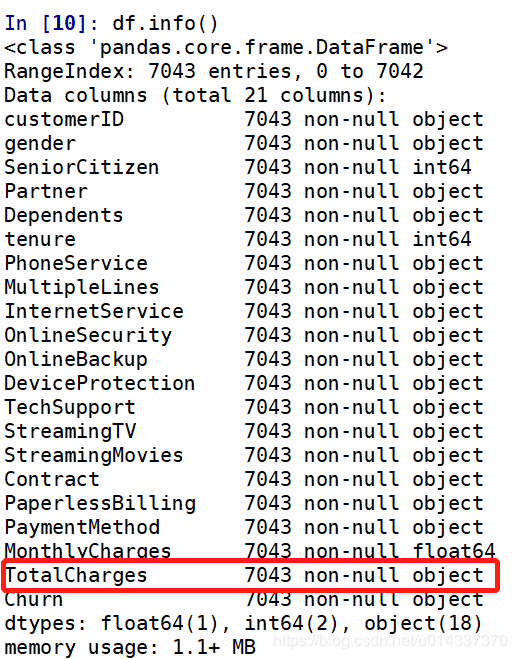 In [10]: df.info()
<class 'pandas.core.frame.DataFrame'>
RangeIndex: 7043 entries, 0 to 7042
Data columns (total 21 columns):
customerID          7043 non-null object
gender              7043 non-null object
SeniorCitizen       7043 non-null int64
Partner             7043 non-null object
Dependents          7043 non-null object
tenure              7043 non-null int64
PhoneService        7043 non-null object
MultipleLines       7043 non-null object
InternetService     7043 non-null object
OnlineSecurity      7043 non-null object
OnlineBackup        7043 non-null object
DeviceProtection    7043 non-null object
TechSupport         7043 non-null object
StreamingTV         7043 non-null object
StreamingMovies     7043 non-null object
Contract            7043 non-null object
PaperlessBilling    7043 non-null object
PaymentMethod       7043 non-null object
MonthlyCharges      7043 non-null float64
TotalCharges        7043 non-null object
Churn               7043 non-null object
dtypes: float64(1), int64(2), object(18)
memory usage: 1.1+ MB
https://blog.csdn.net/u014337370